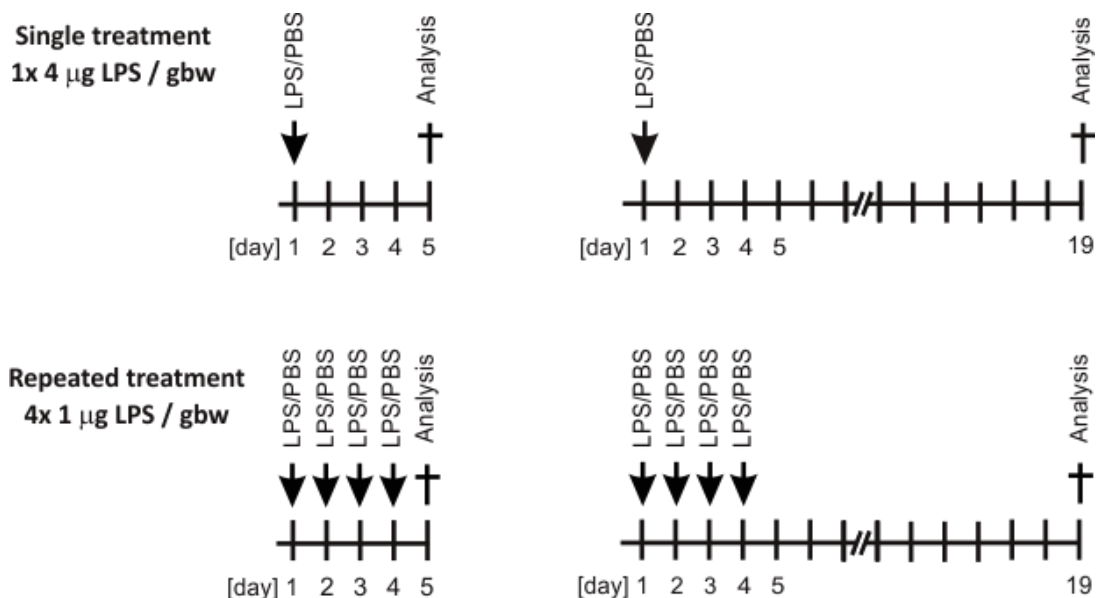 Single treatment
1x 4 μg LPS / gbw
LPS/PBS
Analysis
[day] 1 2 3 4 5
LPS/PBS
Analysis
1 2 3 4 5 19
Repeated treatment
4x 1 μg LPS / gbw
LPS/PBS
LPS/PBS
LPS/PBS
LPS/PBS
Analysis
[day] 1 2 3 4 5
LPS/PBS
LPS/PBS
LPS/PBS
LPS/PBS
Analysis
[day] 1 2 3 4 5 19